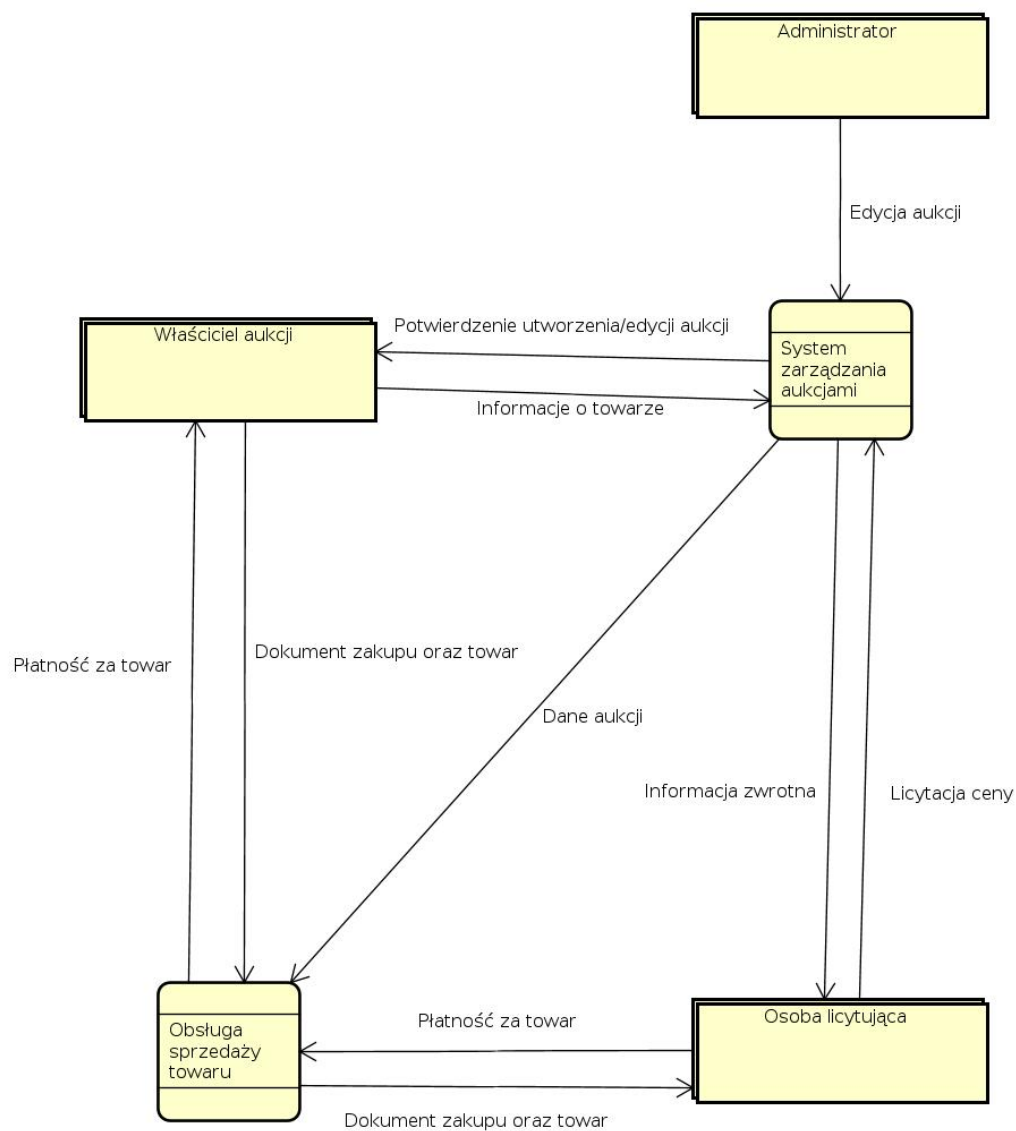 Administrator
Edycja aukcji
Właściciel aukcji
Potwierdzenie utworzenia/edycji aukcji
System
zarządzania
aukcjami
Informacje o towarze
Płatność za towar
Dokument zakupu oraz towar
Dane aukcji
Informacja zwrotna
Licytacja ceny
Obsługa
sprzedaży
towaru
Płatność za towar
Osoba licytująca
Dokument zakupu oraz towar